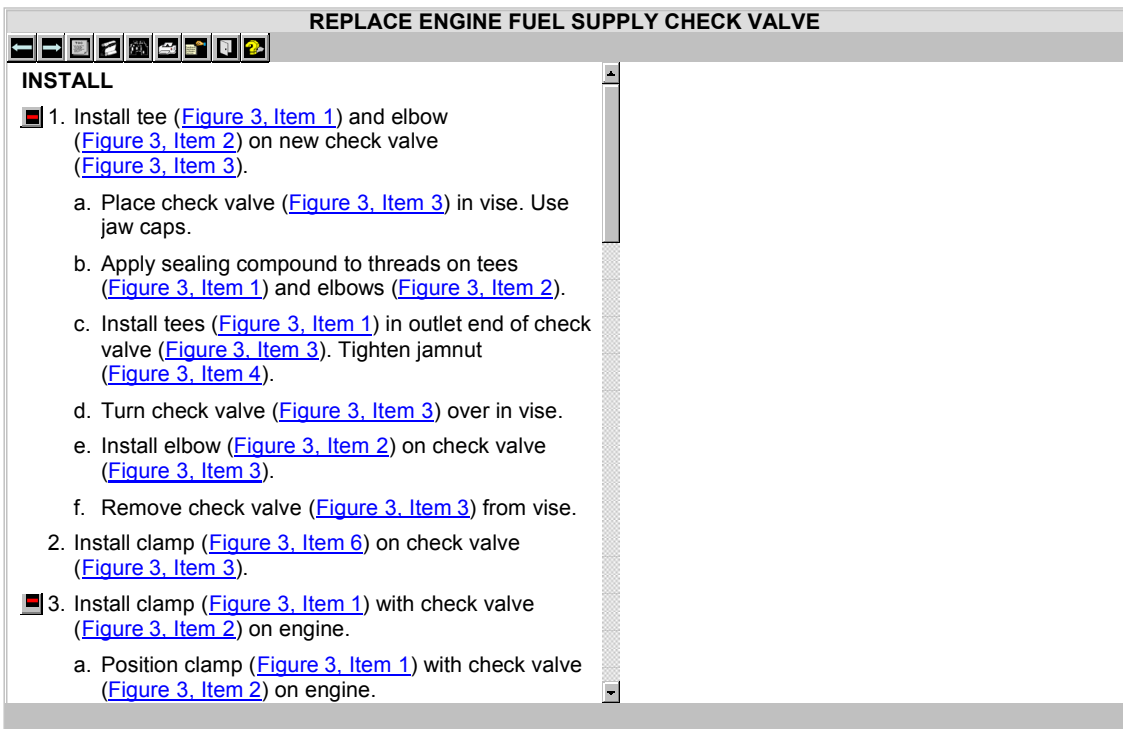 REPLACE ENGINE FUEL SUPPLY CHECK VALVE
INSTALL
1. Install tee (Figure 3, Item 1) and elbow
(Figure 3, Item 2) on new check valve
(Figure 3, Item 3).
a. Place check valve (Figure 3, Item 3) in vise. Use
jaw caps.
b. Apply sealing compound to threads on tees
(Figure 3, Item 1) and elbows (Figure 3, Item 2).
c. Install tees (Figure 3, Item 1) in outlet end of check
valve (Figure 3, Item 3). Tighten jamnut
(Figure 3, Item 4).
d. Turn check valve (Figure 3, Item 3) over in vise.
e. Install elbow (Figure 3, Item 2) on check valve
(Figure 3, Item 3).
f. Remove check valve (Figure 3, Item 3) from vise.
2. Install clamp (Figure 3, Item 6) on check valve
(Figure 3, Item 3).
3. Install clamp (Figure 3, Item 1) with check valve
(Figure 3, Item 2) on engine.
a. Position clamp (Figure 3, Item 1) with check valve
(Figure 3, Item 2) on engine.